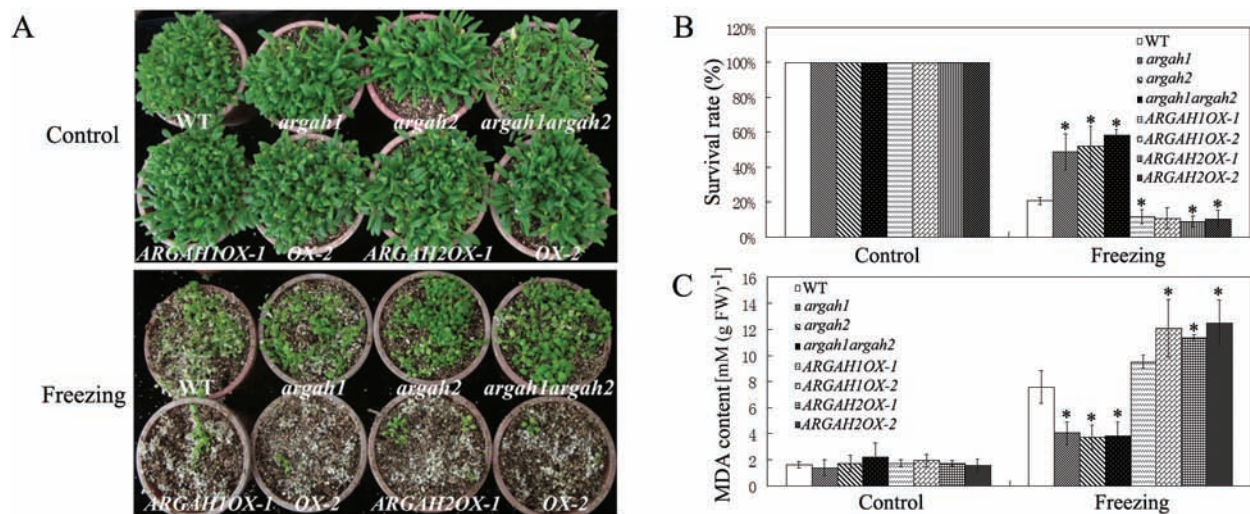 A
Control
WT argah1 argah2 argah1argah2
ARGAH1OX-1 OX-2 ARGAH2OX-1 OX-2
Freezing
WT argah1 argah2 argah1argah2
ARGAH1OX-1 OX-2 ARGAH2OX-1 OX-2
B
Survival rate (%)
100%
80%
60%
40%
20%
0%
Control
Freezing
WT
argah1
argah2
argah1argah2
ARGAH1OX-1
ARGAH1OX-2
ARGAH2OX-1
ARGAH2OX-2
* * * * * *
C
MDA content [mM (g FW)-1]
16
14
12
10
8
6
4
2
0
Control
Freezing
WT
argah1
argah2
argah1argah2
ARGAH1OX-1
ARGAH1OX-2
ARGAH2OX-1
ARGAH2OX-2
* * * * * *